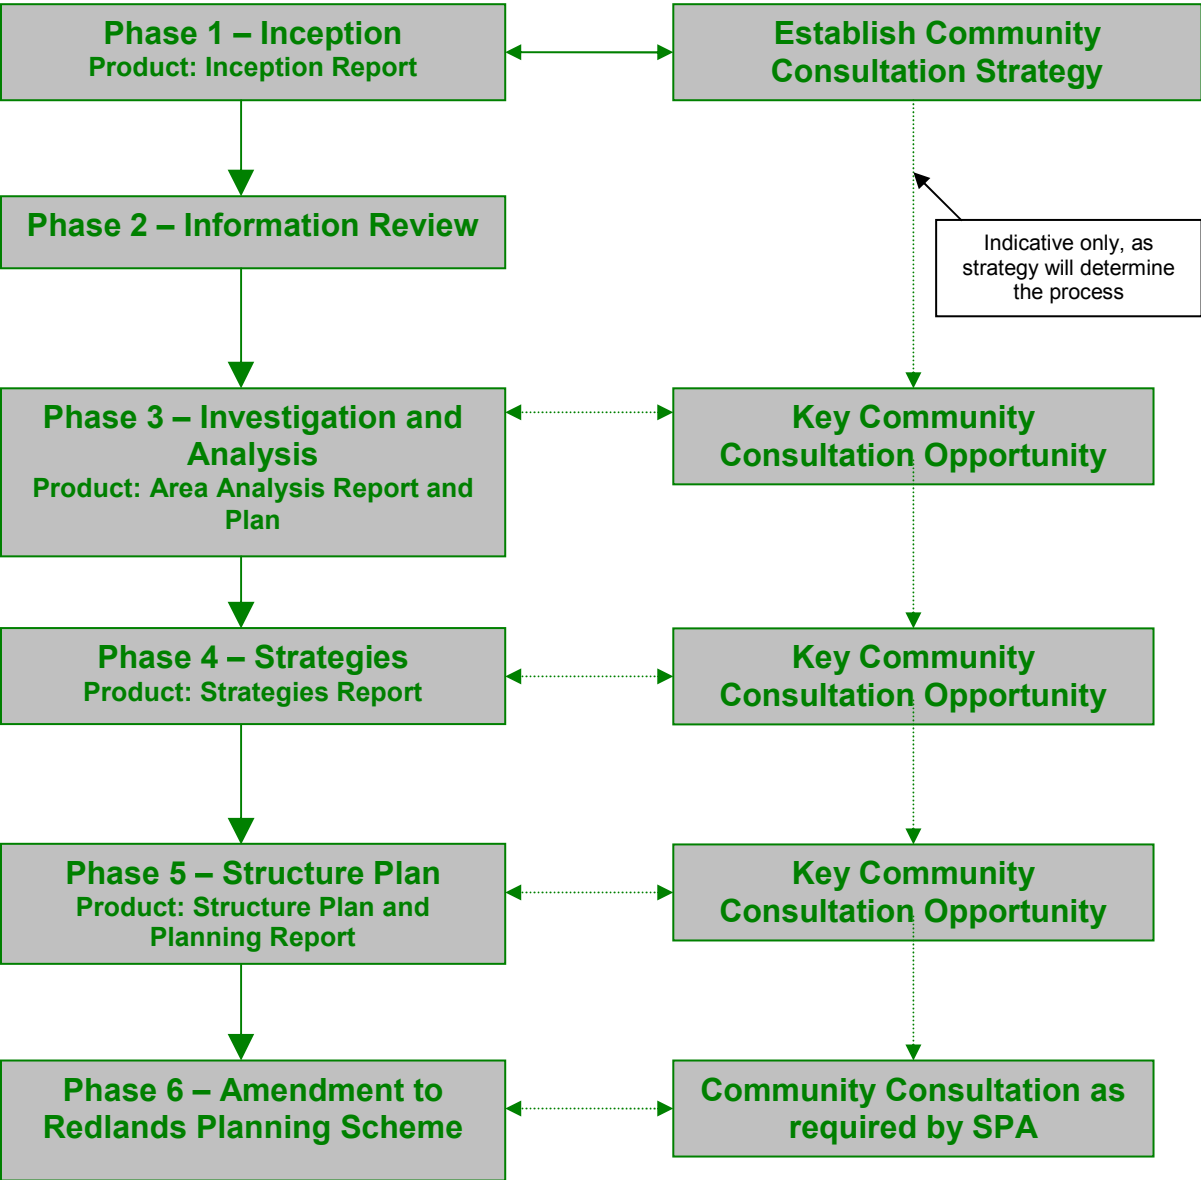 Phase 1 – Inception
Product: Inception Report
Establish Community
Consultation Strategy
Phase 2 – Information Review
Indicative only, as
strategy will determine
the process
Phase 3 – Investigation and
Analysis
Product: Area Analysis Report and
Plan
Key Community
Consultation Opportunity
Phase 4 – Strategies
Product: Strategies Report
Key Community
Consultation Opportunity
Phase 5 – Structure Plan
Product: Structure Plan and
Planning Report
Key Community
Consultation Opportunity
Phase 6 – Amendment to
Redlands Planning Scheme
Community Consultation as
required by SPA